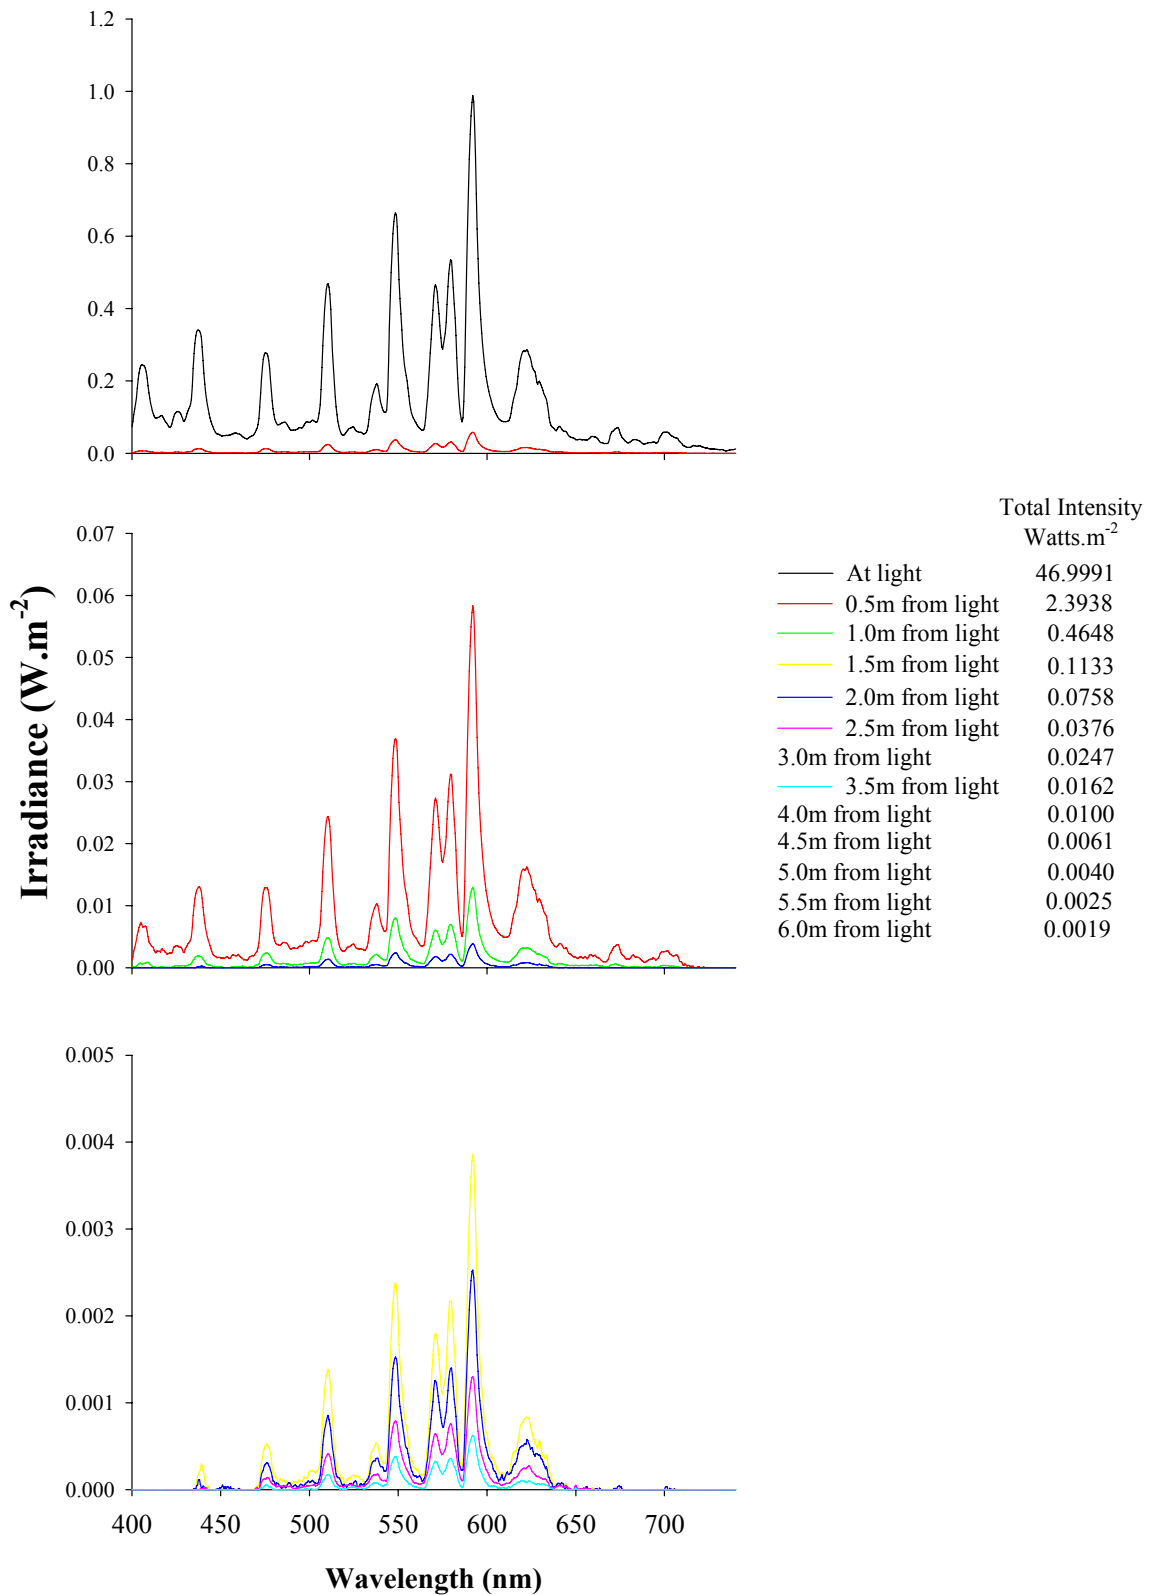 1.2
1.0
0.8
0.6
0.4
0.2
0.0
Irradiance (W.m-2)
0.07
0.06
0.05
0.04
0.03
0.02
0.01
0.00
Total Intensity
Watts.m-2
At light 46.9991
0.5m from light 2.3938
1.0m from light 0.4648
1.5m from light 0.1133
2.0m from light 0.0758
2.5m from light 0.0376
3.0m from light 0.0247
3.5m from light 0.0162
4.0m from light 0.0100
4.5m from light 0.0061
5.0m from light 0.0040
5.5m from light 0.0025
6.0m from light 0.0019
0.005
0.004
0.003
0.002
0.001
0.000
400 450 500 550 600 650 700
Wavelength (nm)